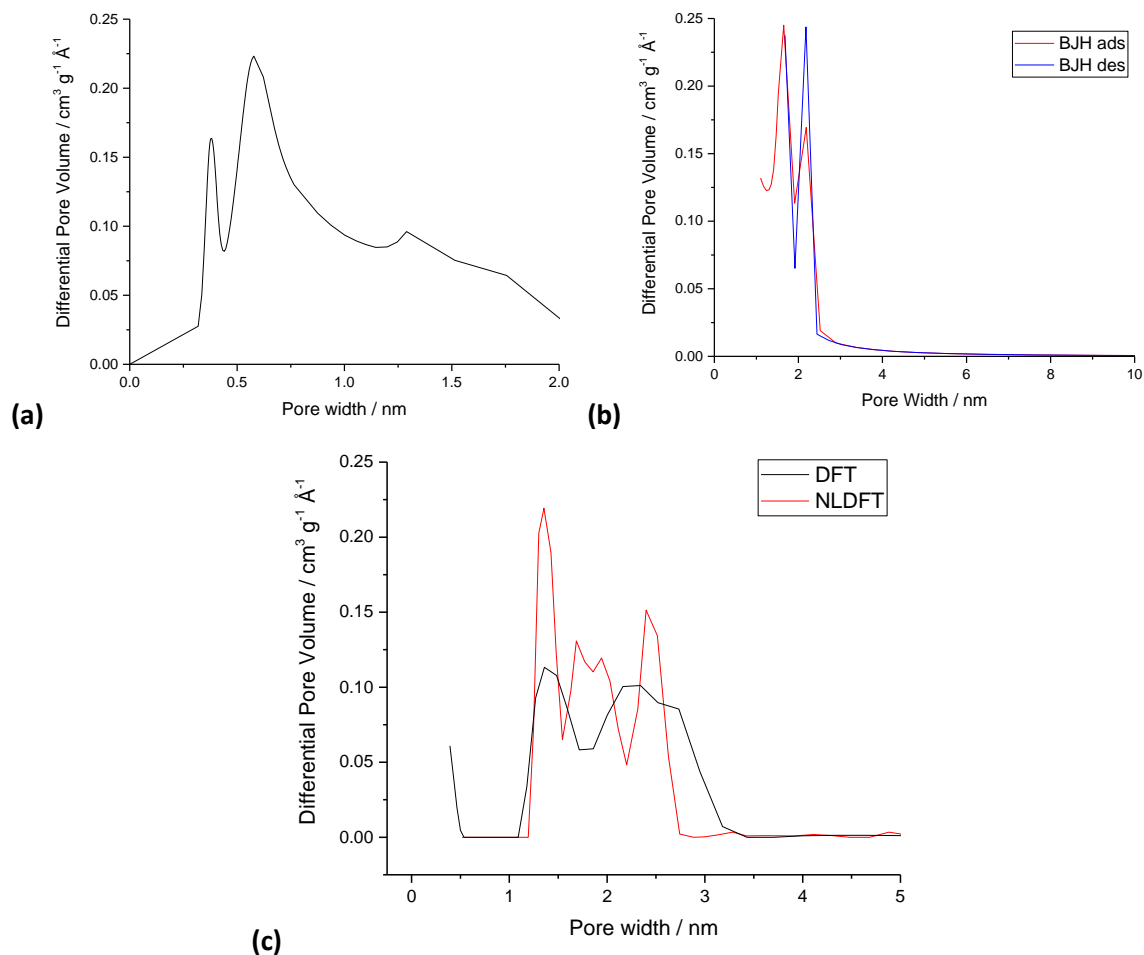 0.25
0.20
0.15
0.10
0.05
0.00
Differential Pore Volume / cm³ g⁻¹ Å⁻¹
0.0 0.5 1.0 1.5 2.0
Pore width / nm
(a)
0.25
0.20
0.15
0.10
0.05
0.00
Differential Pore Volume / cm³ g⁻¹ Å⁻¹
BJH ads
BJH des
0 2 4 6 8 10
Pore Width / nm
(b)
0.25
0.20
0.15
0.10
0.05
0.00
Differential Pore Volume / cm³ g⁻¹ Å⁻¹
DFT
NLDFT
0 1 2 3 4 5
Pore width / nm
(c)